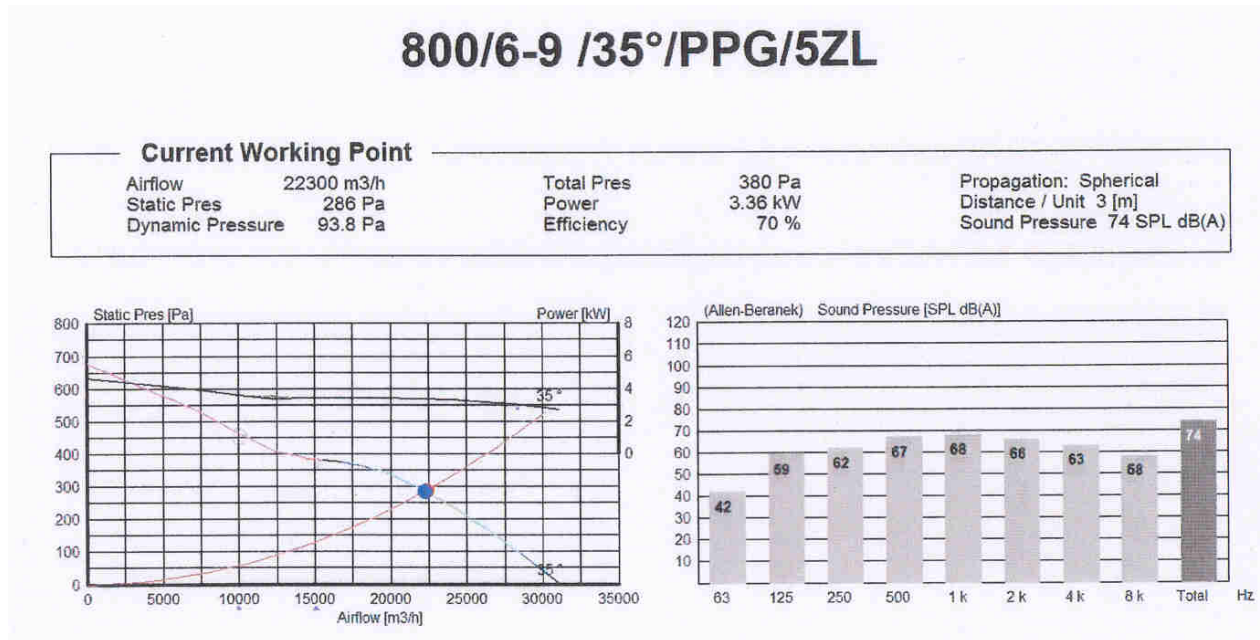 800/6-9 /35°/PPG/5ZL
Current Working Point
Airflow 22300 m3/h
Static Pres 286 Pa
Dynamic Pressure 93.8 Pa
Total Pres 380 Pa
Power 3.36 kW
Efficiency 70 %
Propagation: Spherical
Distance / Unit 3 [m]
Sound Pressure 74 SPL dB(A)
Static Pres [Pa] Power [kW]
800 8
700
6
600 4
35°
500 2
400 0
300
200
100
35°
0
0 5000 10000 15000 20000 25000 30000 35000
Airflow [m3/h]
(Allen-Beranek) Sound Pressure [SPL dB(A)]
120
110
100
90
80
70
60
50
40
30
20
10
42 59 62 67 68 66 63 58 74
63 125 250 500 1 k 2 k 4 k 8 k Total Hz